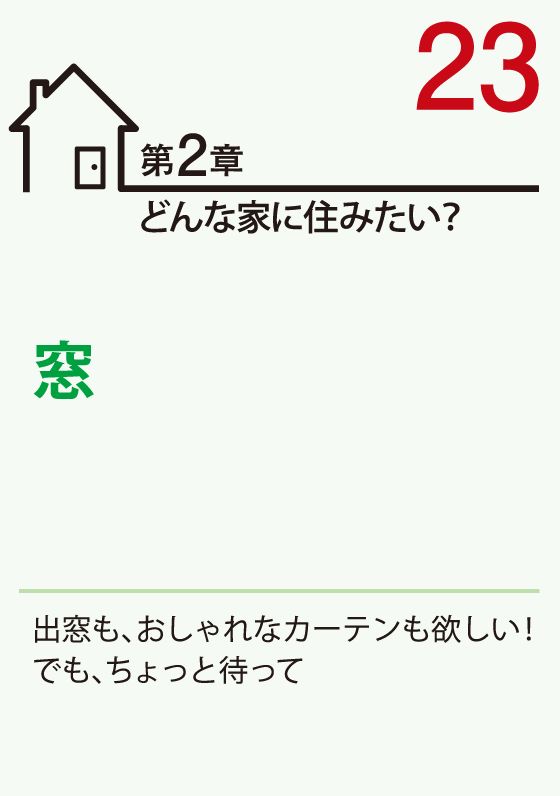 23
第2章
どんな家に住みたい？
窓
出窓も、おしゃれなカーテンも欲しい！
でも、ちょっと待って